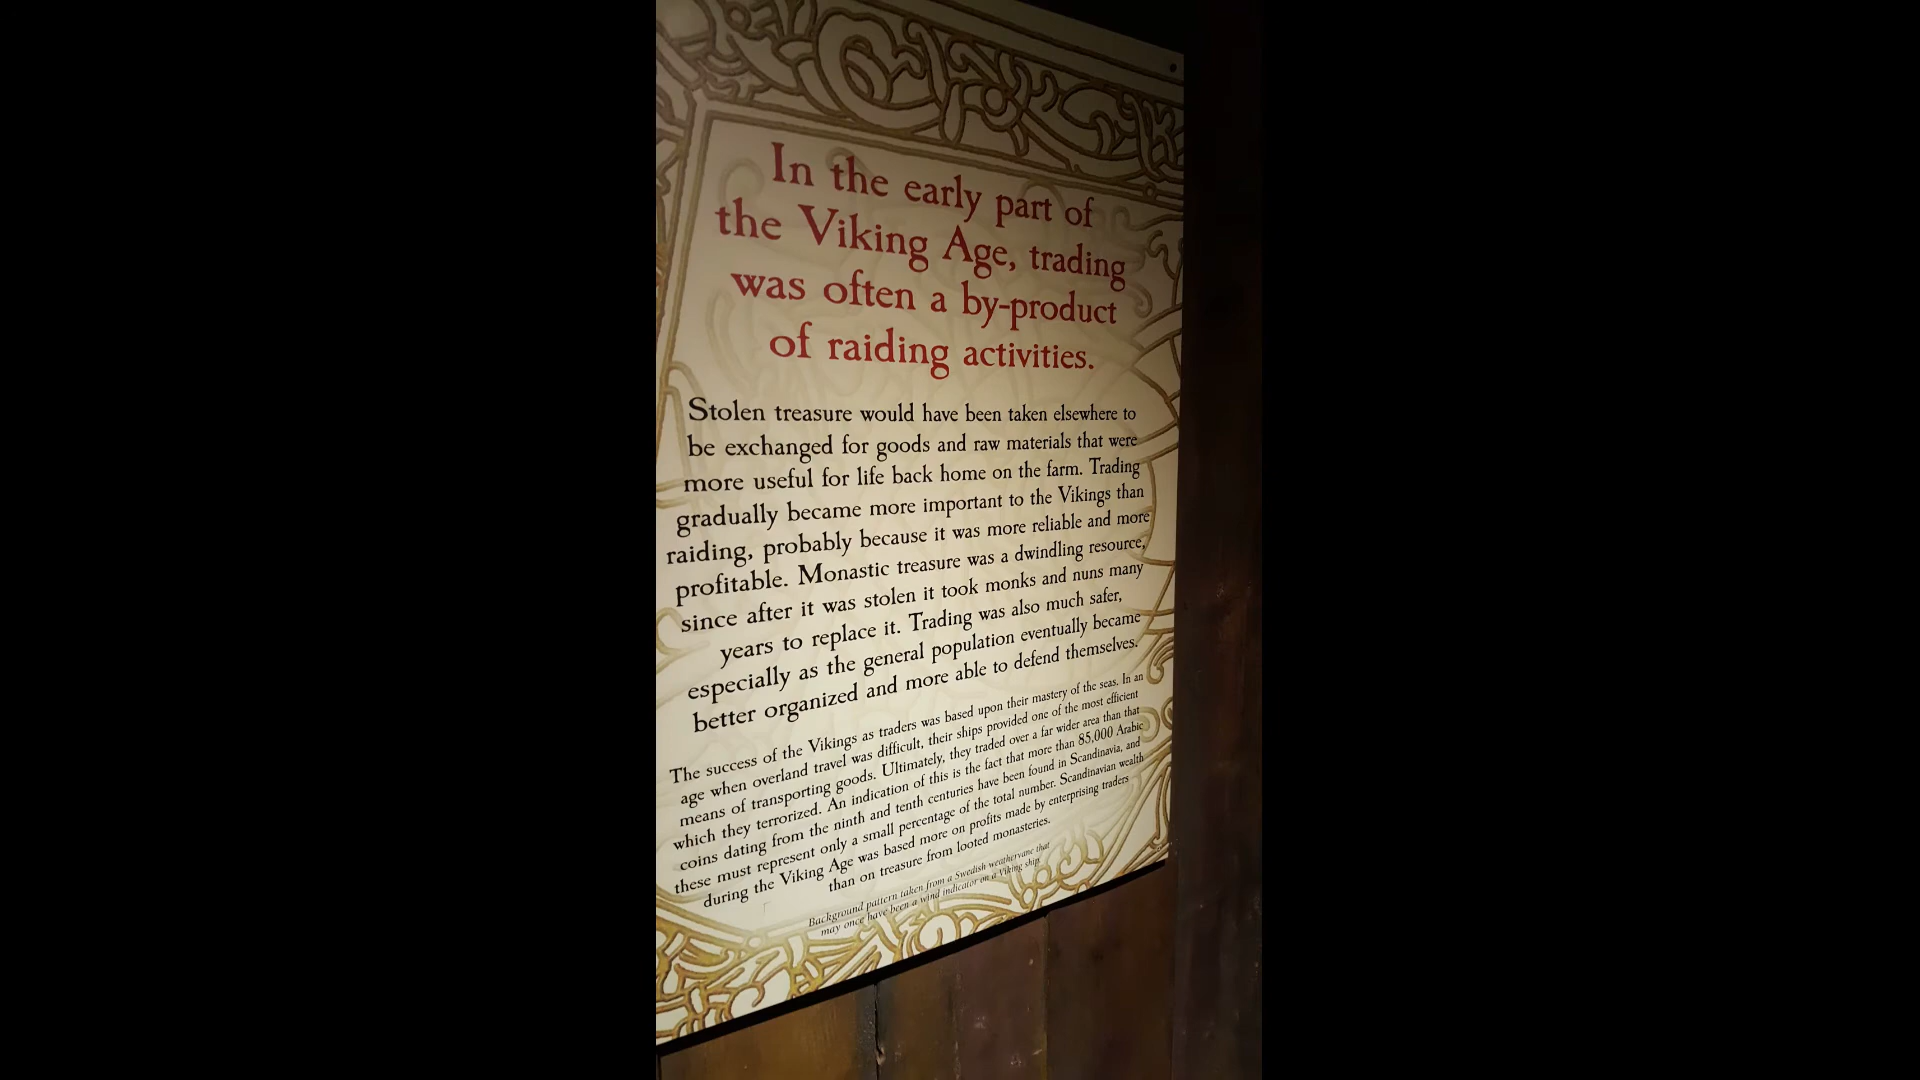 In the early part of
the Viking Age, trading
was often a by-product
of raiding activities.
Stolen treasure would have been taken elsewhere to
be exchanged for goods and raw materials that were
more useful for life back home on the farm. Trading
gradually became more important to the Vikings than
raiding, probably because it was more reliable and more
profitable. Monastic treasure was a dwindling resource,
since after it was stolen it took monks and nuns many
years to replace it. Trading was also much safer,
especially as the general population eventually became
better organized and more able to defend themselves.
The success of the Vikings as traders was based upon their mastery of the seas. In an
age when overland travel was difficult, their ships provided one of the most efficient
means of transporting goods. Ultimately, they traded over a far wider area than that
which they terrorized. An indication of this is the fact that more than 85,000 Arabic
coins dating from the ninth and tenth centuries have been found in Scandinavia, and
these must represent only a small percentage of the total number. Scandinavian wealth
during the Viking Age was based more on profits made by enterprising traders
than on treasure from looted monasteries.
Background pattern taken from a Swedish weathervane that
may once have been a wind indicator on a Viking ship